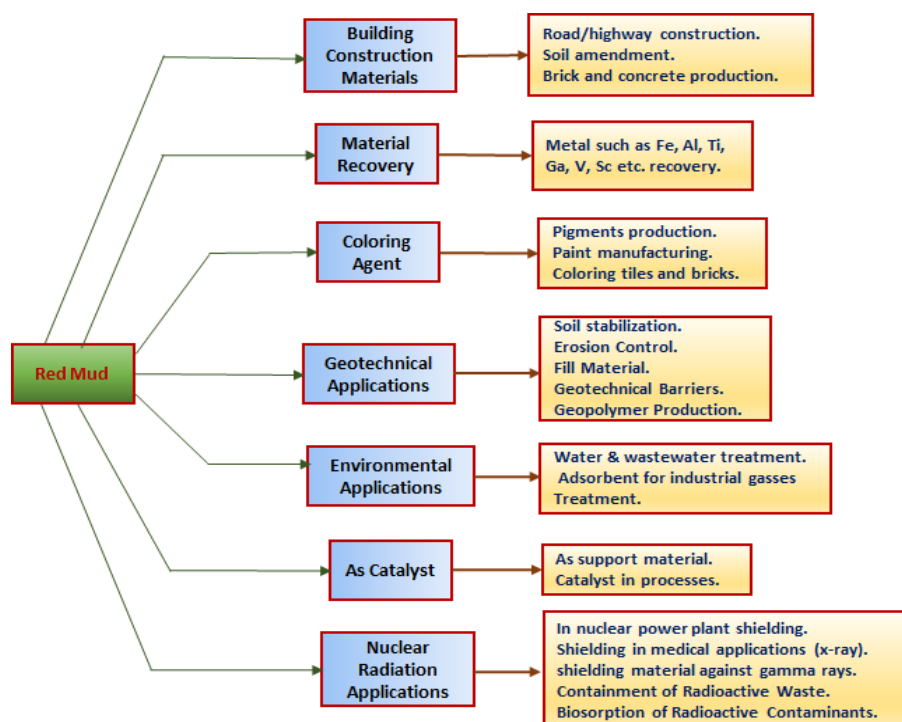 Building
Construction
Materials
Road/highway construction.
Soil amendment.
Brick and concrete production.
Material
Recovery
Metal such as Fe, Al, Ti,
Ga, V, Sc etc. recovery.
Coloring
Agent
Pigments production.
Paint manufacturing.
Coloring tiles and bricks.
Red Mud
Geotechnical
Applications
Soil stabilization.
Erosion Control.
Fill Material.
Geotechnical Barriers.
Geopolymer Production.
Environmental
Applications
Water & wastewater treatment.
Adsorbent for industrial gasses
Treatment.
As Catalyst
As support material.
Catalyst in processes.
Nuclear
Radiation
Applications
In nuclear power plant shielding.
Shielding in medical applications (x-ray).
shielding material against gamma rays.
Containment of Radioactive Waste.
Biosorption of Radioactive Contaminants.